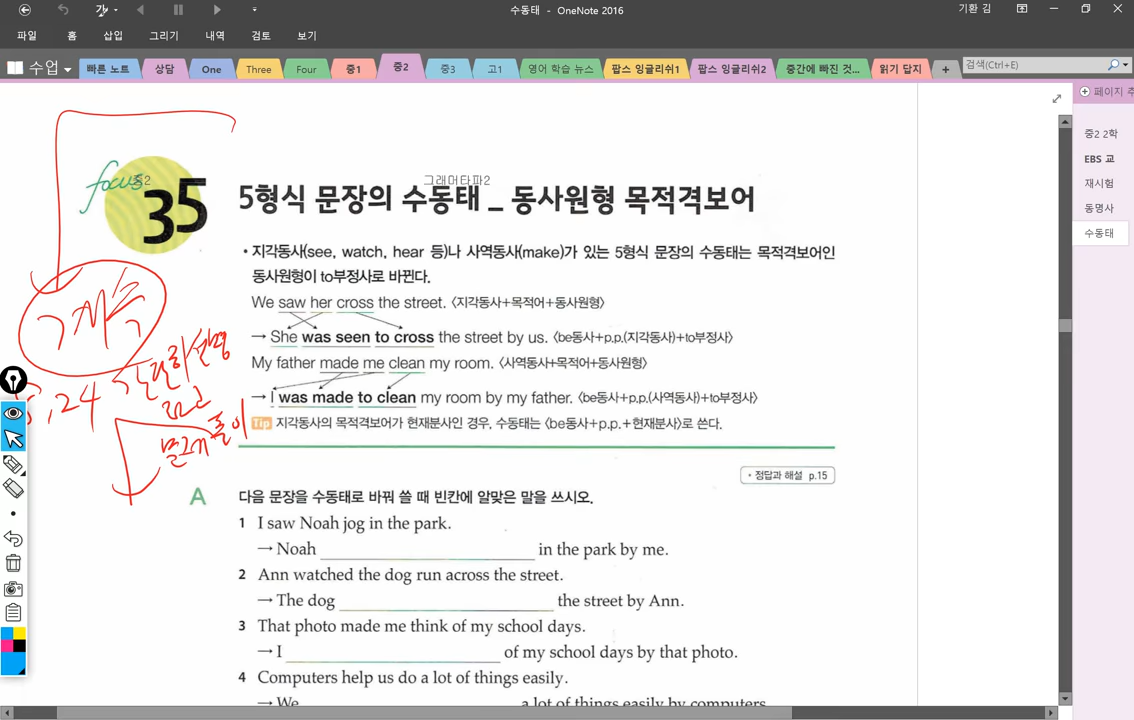 수동태 - OneNote 2016
기환 김
파일 홈 삽입 그리기 내역 검토 보기
수업 빠른 노트 상담 One Three Four 중1 중2 중3 고1 영어 학습 뉴스 팝스 잉글리쉬1 팝스 잉글리쉬2 중간에 빠진 것... 읽기 답지 +
검색(Ctrl+E)
페이지 추
중2 2학
EBS 교
재시험
동명사
수동태
focus 35
중2
그래머타파2
5형식 문장의 수동태 _ 동사원형 목적격보어
• 지각동사(see, watch, hear 등)나 사역동사(make)가 있는 5형식 문장의 수동태는 목적격보어인
동사원형이 to부정사로 바뀐다.
We saw her cross the street. 〈지각동사+목적어+동사원형〉
→ She was seen to cross the street by us. 〈be동사+p.p.(지각동사)+to부정사〉
My father made me clean my room. 〈사역동사+목적어+동사원형〉
→ I was made to clean my room by my father. 〈be동사+p.p.(사역동사)+to부정사〉
Tip 지각동사의 목적격보어가 현재분사인 경우, 수동태는 〈be동사+p.p.+현재분사〉로 쓴다.
• 정답과 해설 p.15
A 다음 문장을 수동태로 바꿔 쓸 때 빈칸에 알맞은 말을 쓰시오.
1 I saw Noah jog in the park.
→ Noah in the park by me.
2 Ann watched the dog run across the street.
→ The dog the street by Ann.
3 That photo made me think of my school days.
→ I of my school days by that photo.
4 Computers help us do a lot of things easily.
→ We a lot of things easily by computers.
24